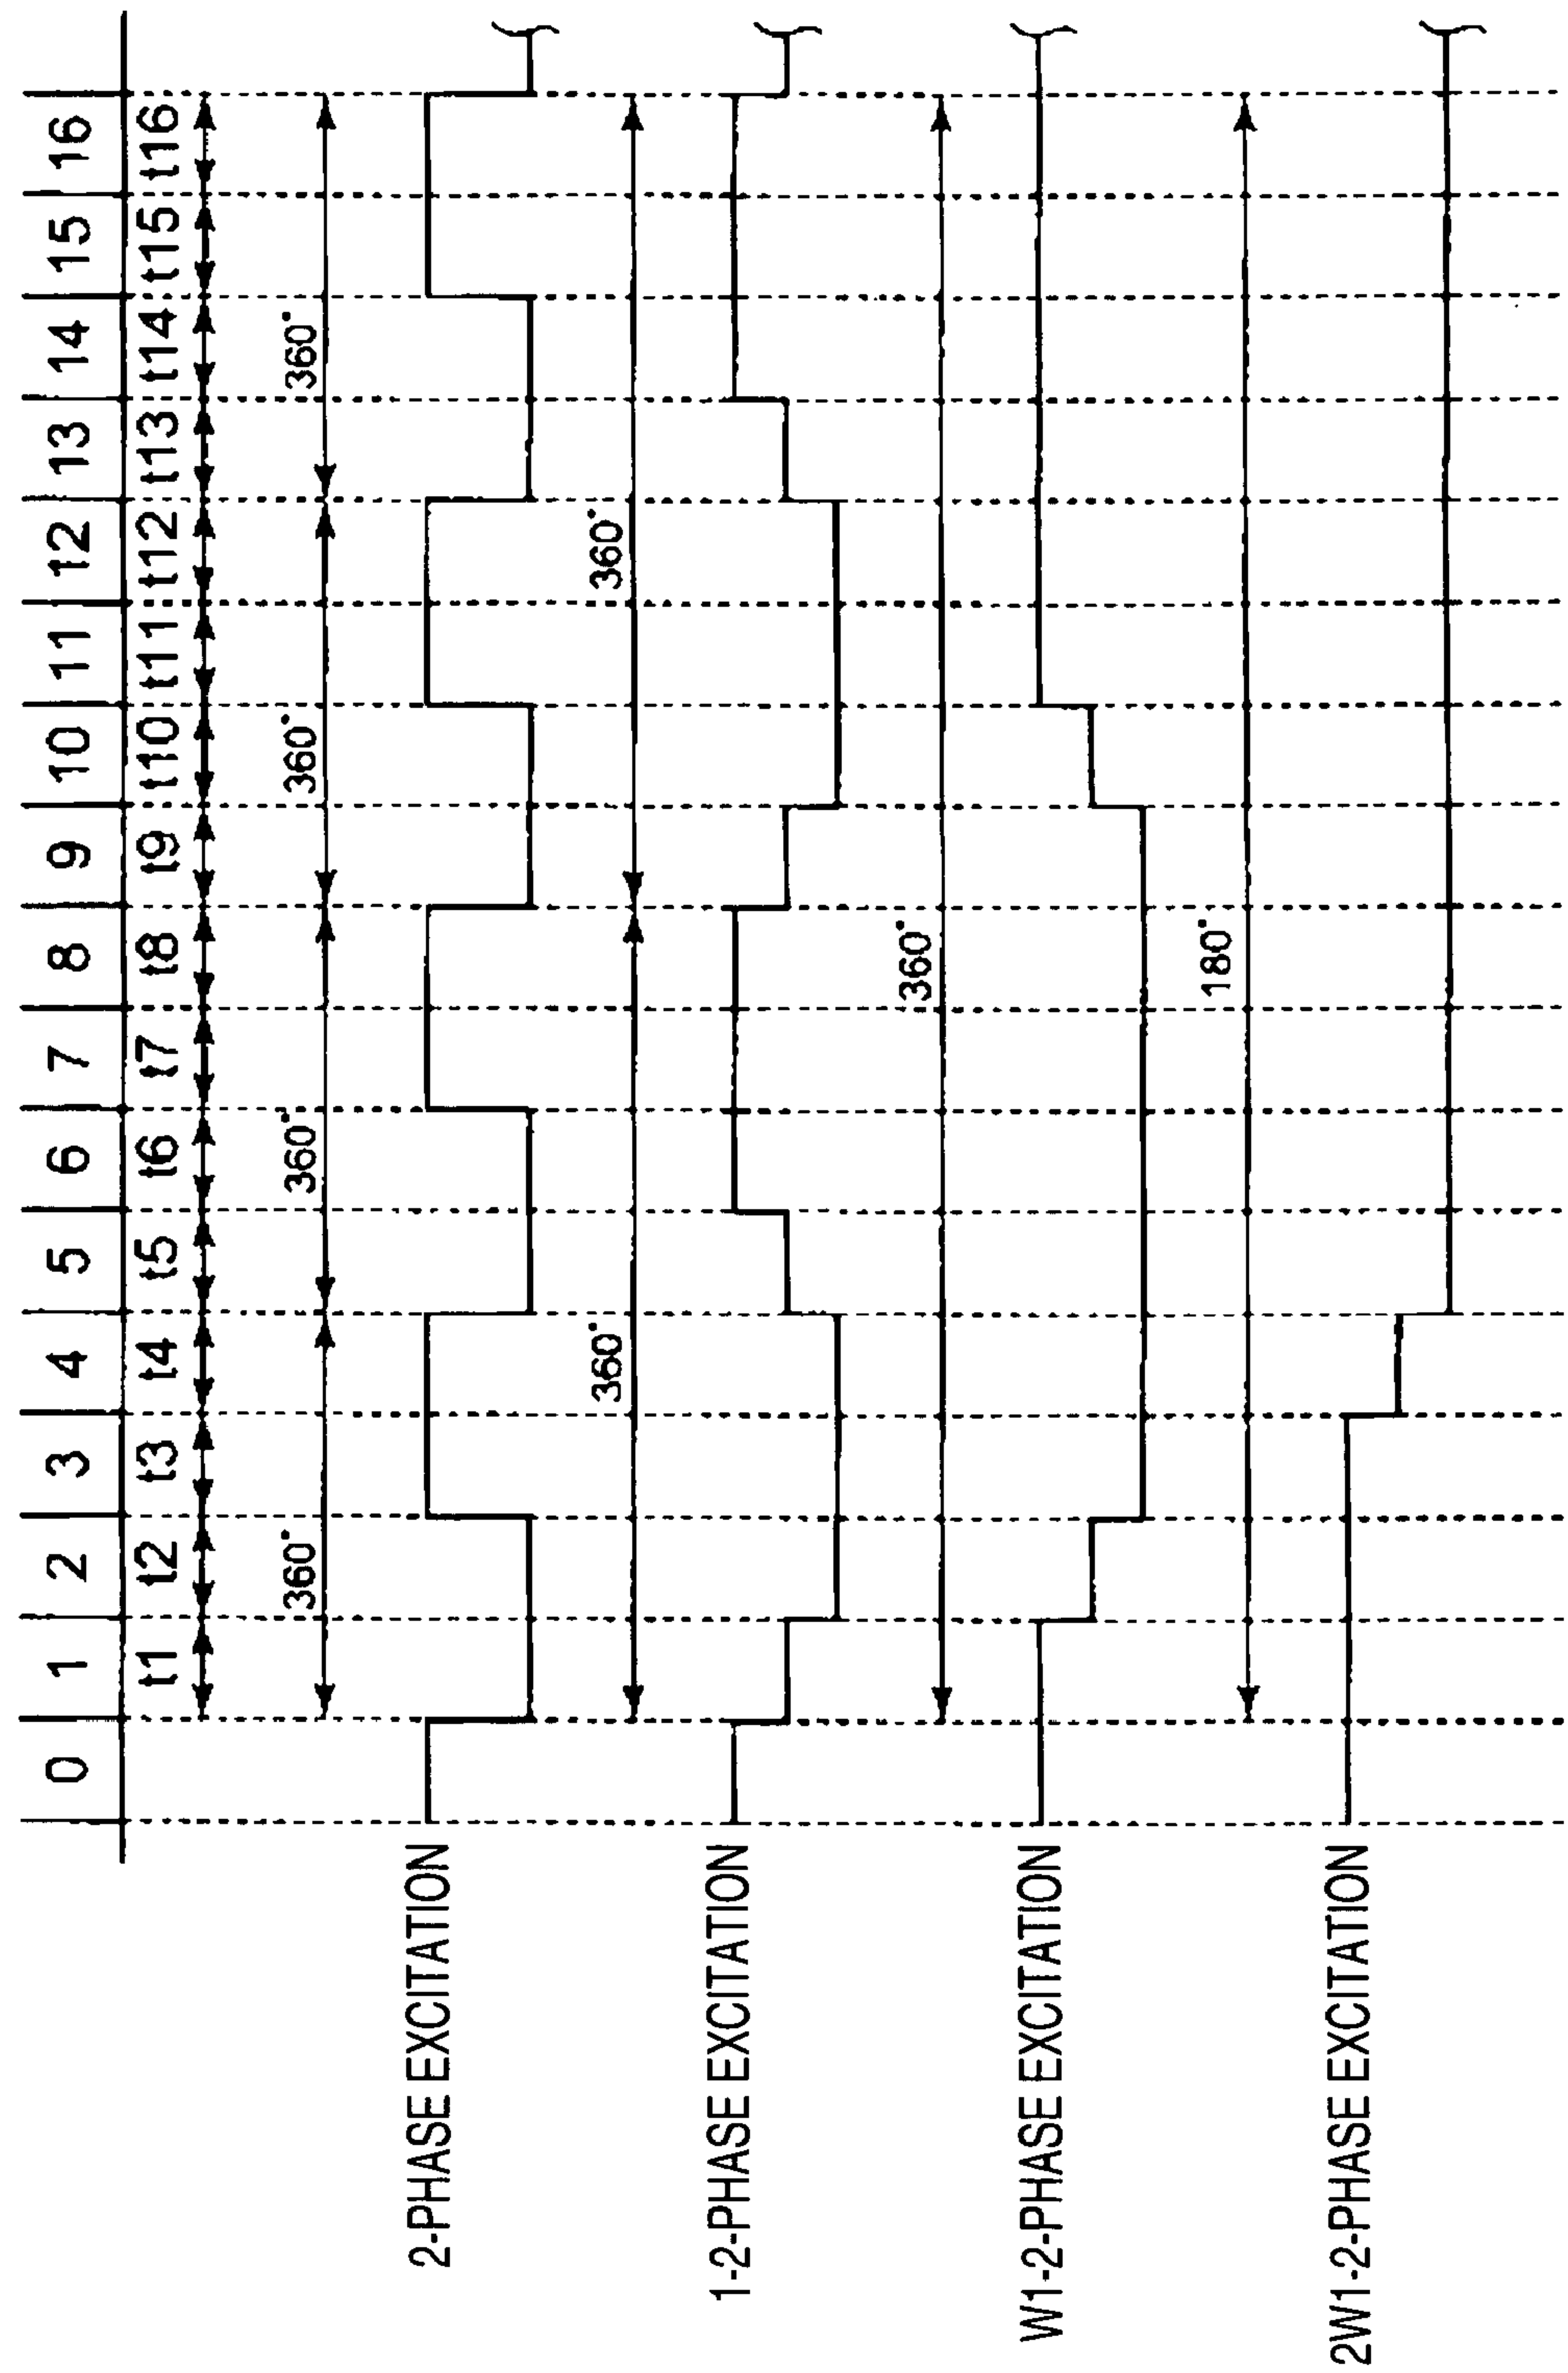 0 1 2 3 4 5 6 7 8 9 10 11 12 13 14 15 16
t1 t2 t3 t4 t5 t6 t7 t8 t9 t10 t11 t12 t13 t14 t15 t16
360° 360° 360° 360°
2-PHASE EXCITATION
360° 360°
1-2-PHASE EXCITATION
360°
W1-2-PHASE EXCITATION
180°
2W1-2-PHASE EXCITATION